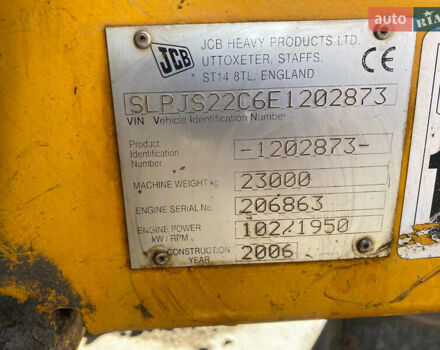 auto RIA
JCB
JCB HEAVY PRODUCTS LTD.
UTTOXETER, STAFFS,
ST14 8TL, ENGLAND
CE
SLPJS22C6E1202873
VIN Vehicle Identification Number
Product
Identification
Number
-1202873-
MACHINE WEIGHT kg 23000
ENGINE SERIAL No. 206863
ENGINE POWER
kW / RPM
102/1950
CONSTRUCTION
YEAR
2006